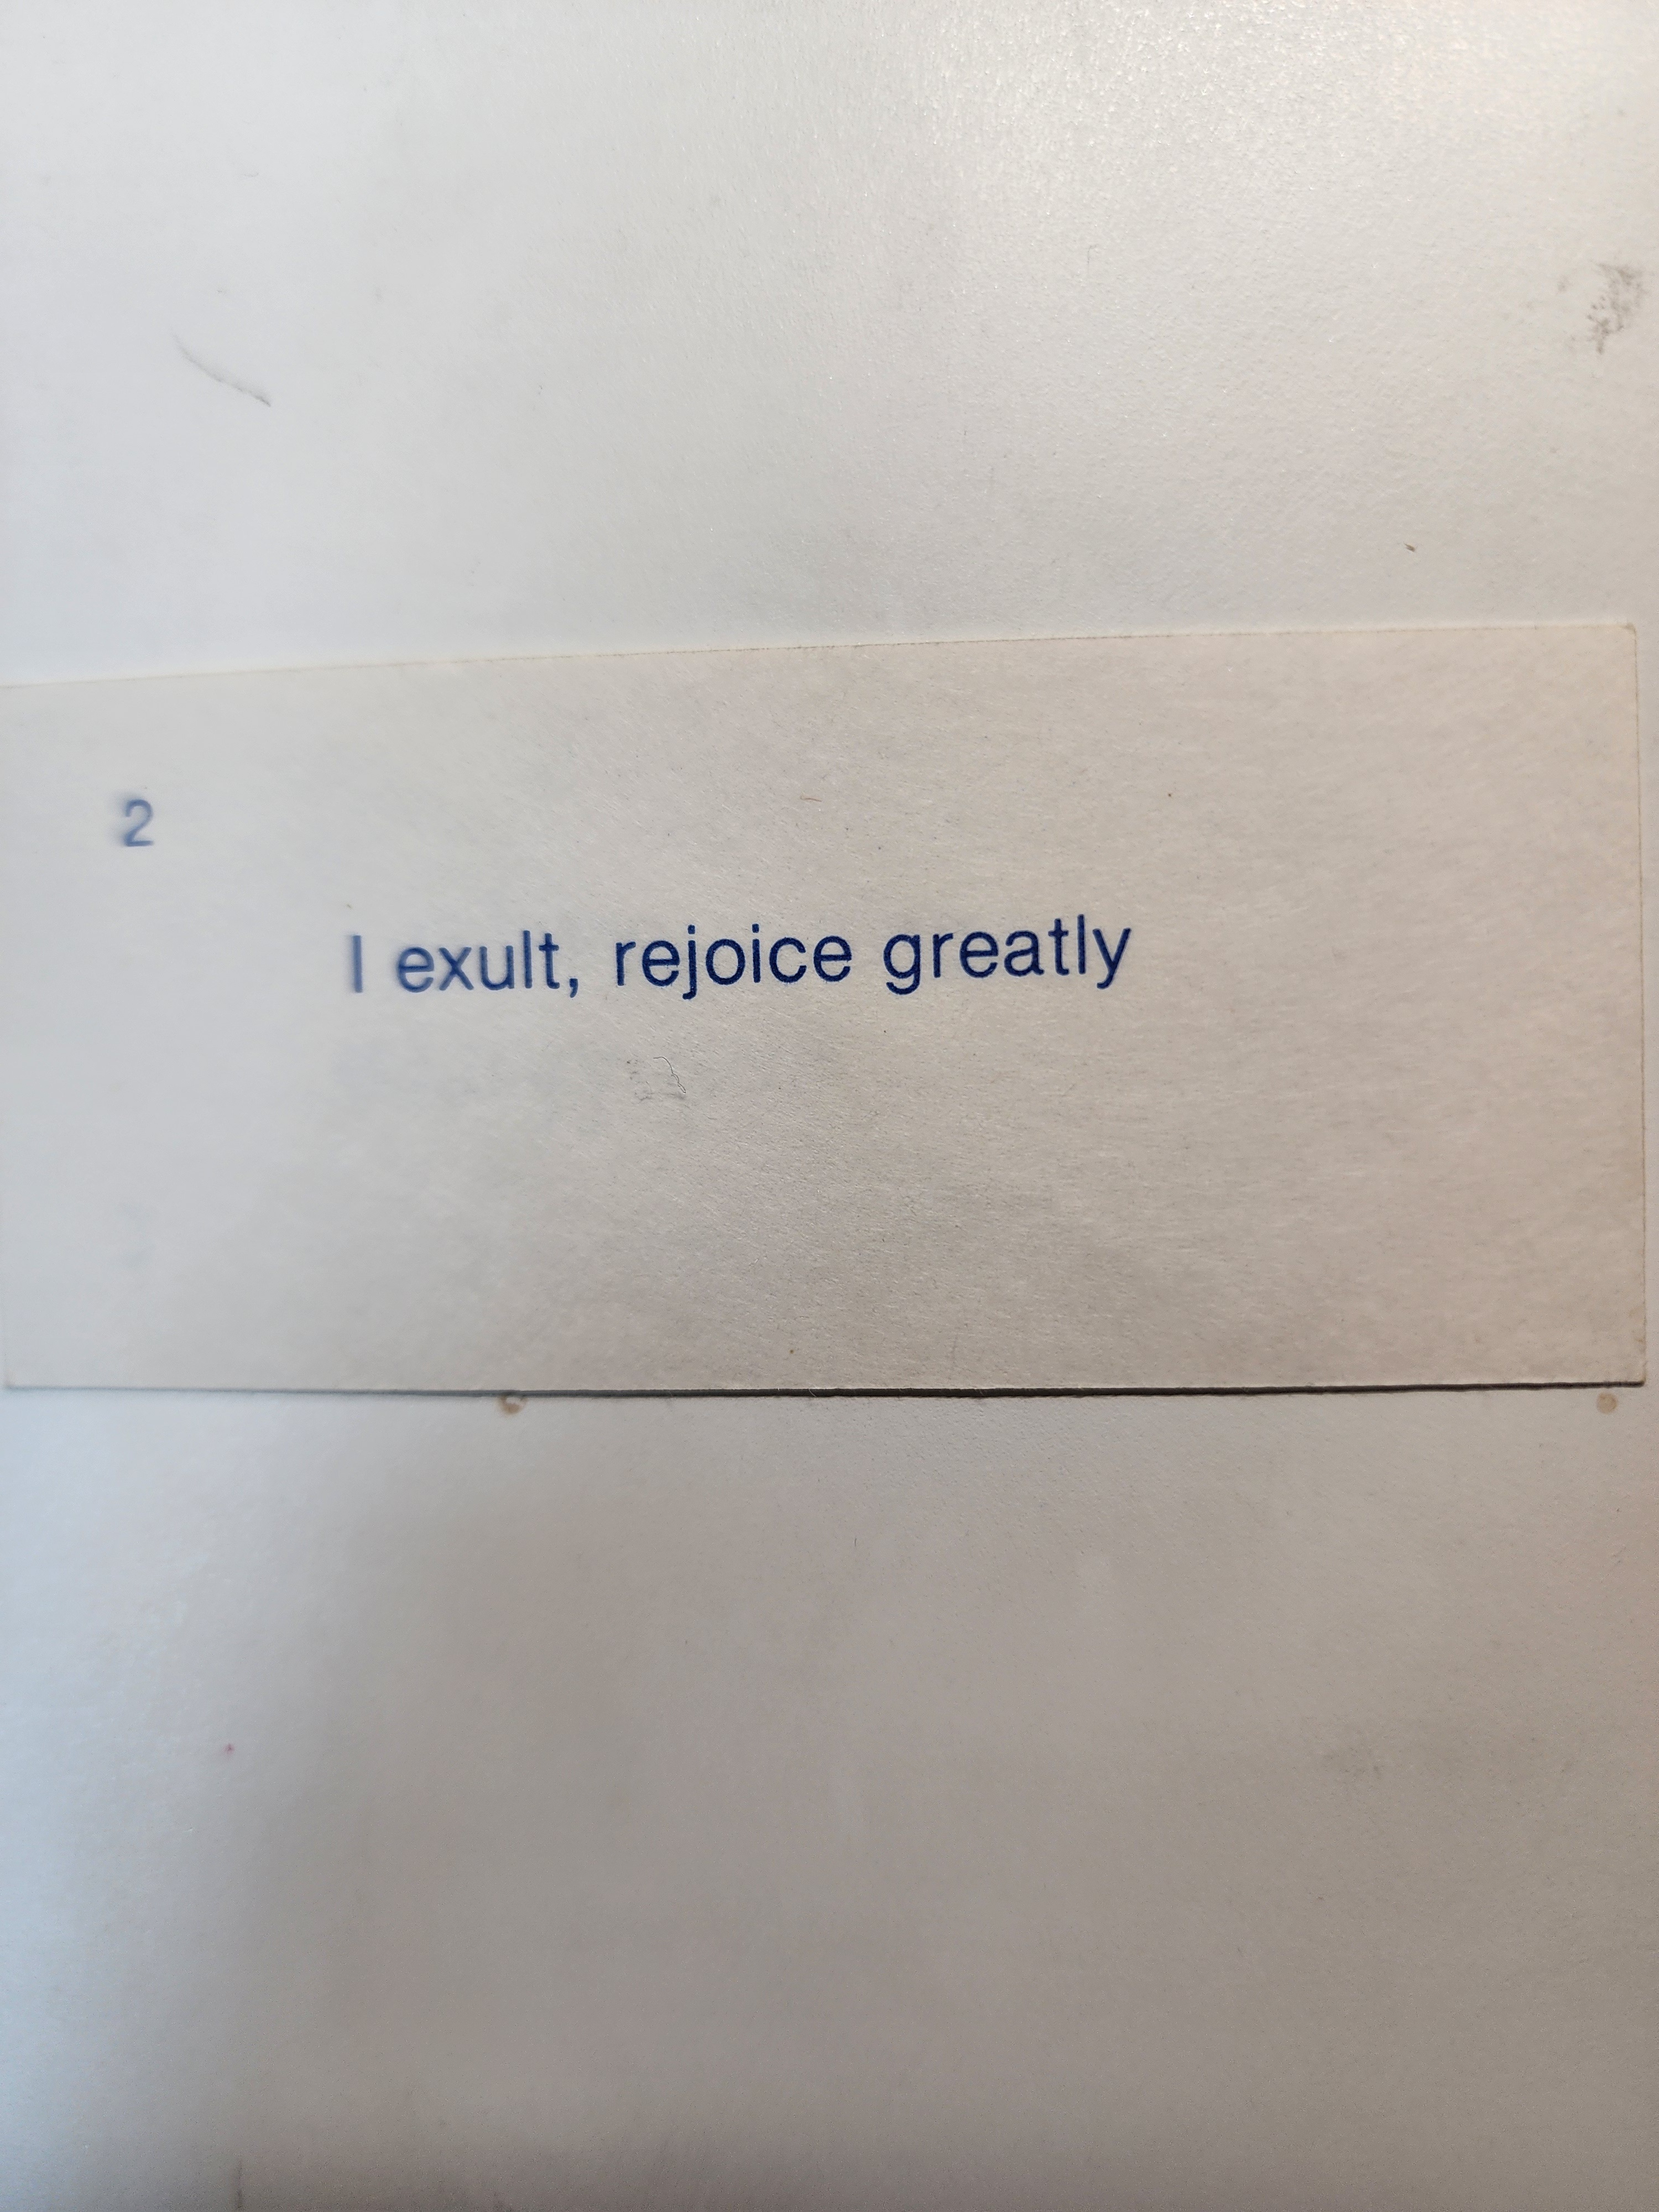 2
I exult, rejoice greatly